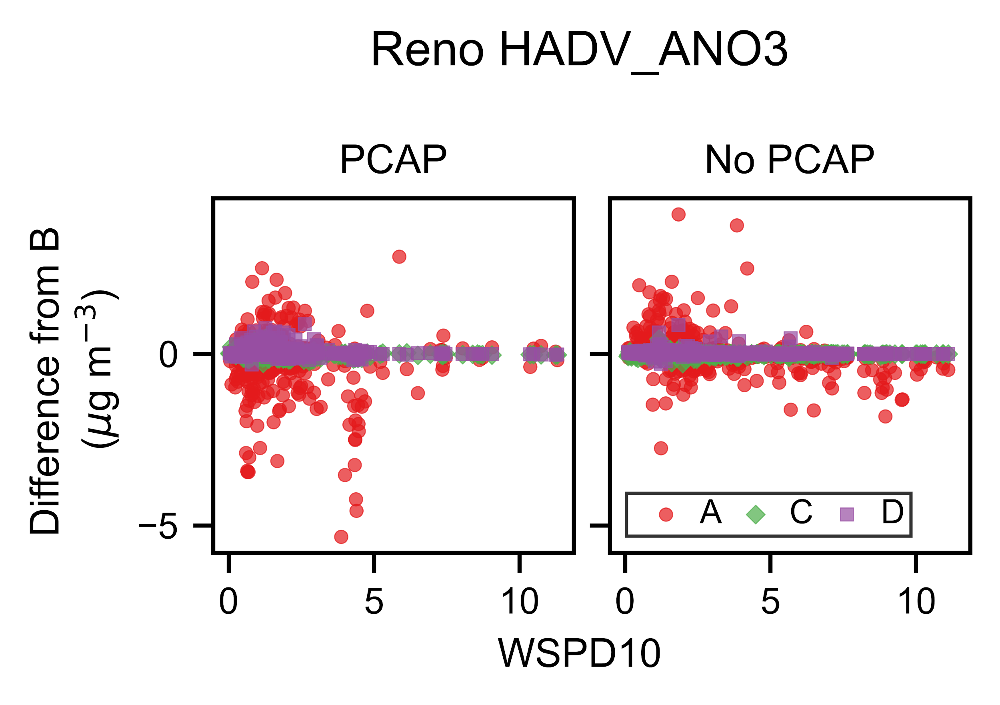 Reno HADV_ANO3
PCAP
No PCAP
Difference from B
(μg m⁻³)
0
−5
A C D
0 5 10
0 5 10
WSPD10